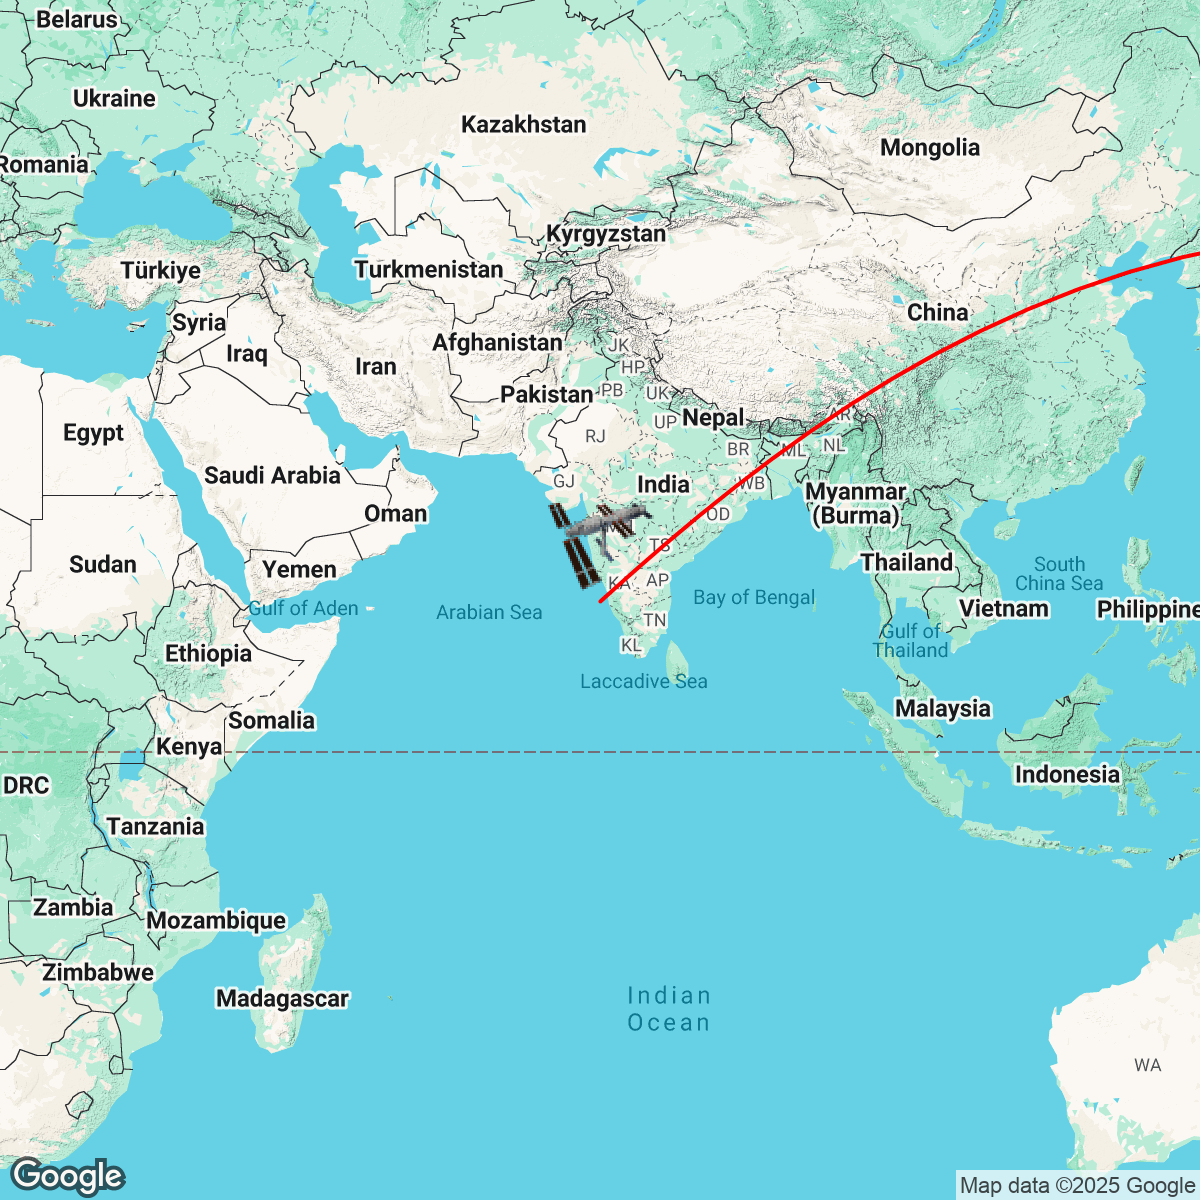 Belarus
Ukraine
Kazakhstan
Mongolia
Romania
Kyrgyzstan
Türkiye
Turkmenistan
Syria
China
Afghanistan
JK
Iraq
Iran
HP
Pakistan
PB
UK
Nepal
AR
UP
Egypt
RJ
BR
ML
NL
Saudi Arabia
GJ
India
WB
Myanmar
(Burma)
Oman
OD
TS
Sudan
Yemen
Thailand
South
China Sea
KA
AP
Gulf of Aden
Arabian Sea
Bay of Bengal
Vietnam
Philippine
TN
Gulf of
Thailand
KL
Ethiopia
Laccadive Sea
Malaysia
Somalia
Kenya
DRC
Indonesia
Tanzania
Zambia
Mozambique
Zimbabwe
Madagascar
Indian
Ocean
WA
Google
Map data ©2025 Google